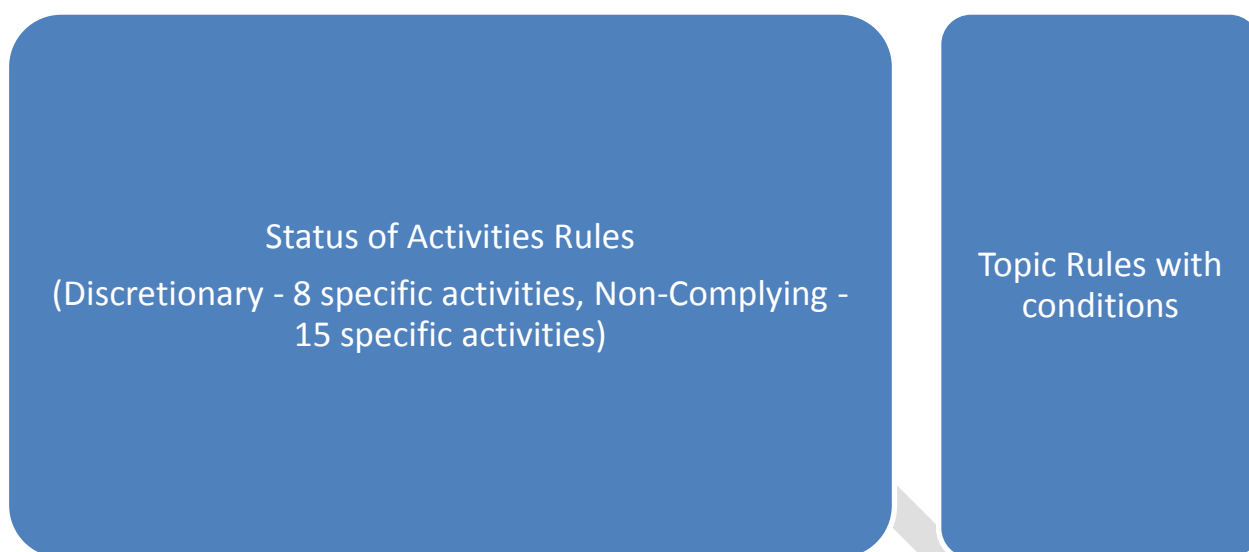 Status of Activities Rules
(Discretionary - 8 specific activities, Non-Complying -
15 specific activities)
Topic Rules with
conditions